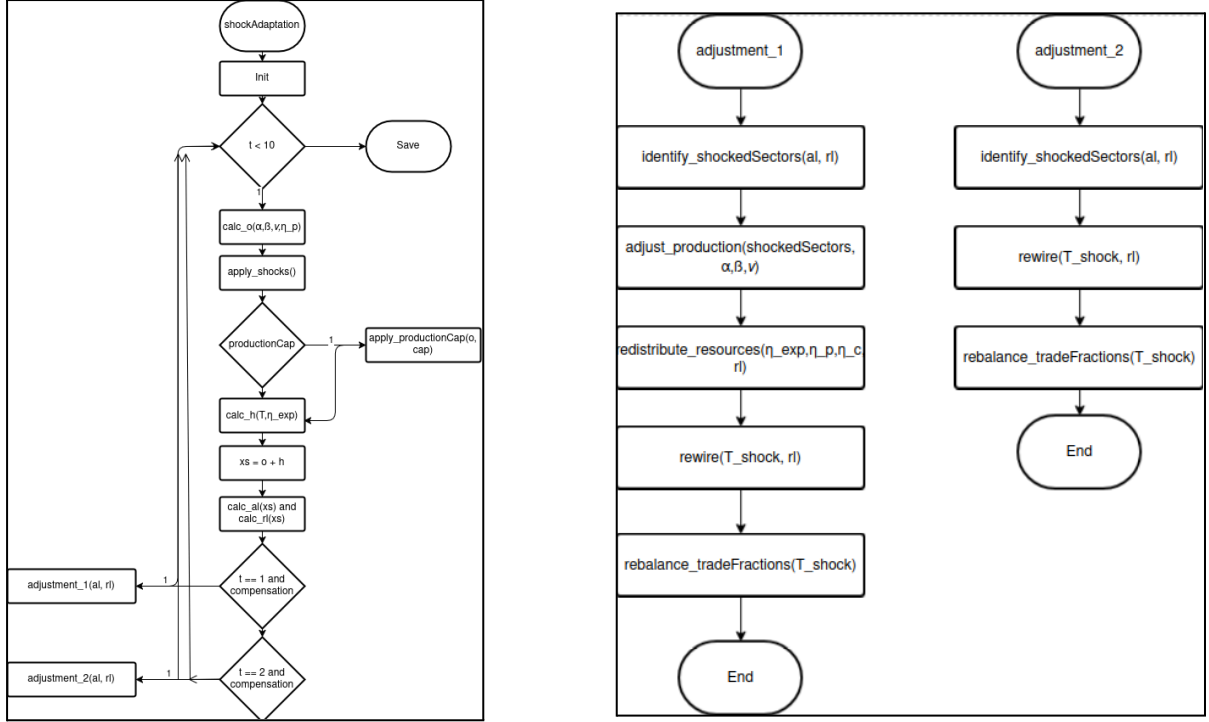 shockAdaptation
Init
t < 10
Save
1
calc_o(α,ß,v,η_p)
apply_shocks()
productionCap
1
apply_productionCap(o,
cap)
calc_h(T,η_exp)
xs = o + h
calc_al(xs) and
calc_rl(xs)
t == 1 and
compensation
1
adjustment_1(al, rl)
t == 2 and
compensation
1
adjustment_2(al, rl)
adjustment_1
identify_shockedSectors(al, rl)
adjust_production(shockedSectors,
α,ß,v)
redistribute_resources(η_exp,η_p,η_c,
rl)
rewire(T_shock, rl)
rebalance_tradeFractions(T_shock)
End
adjustment_2
identify_shockedSectors(al, rl)
rewire(T_shock, rl)
rebalance_tradeFractions(T_shock)
End